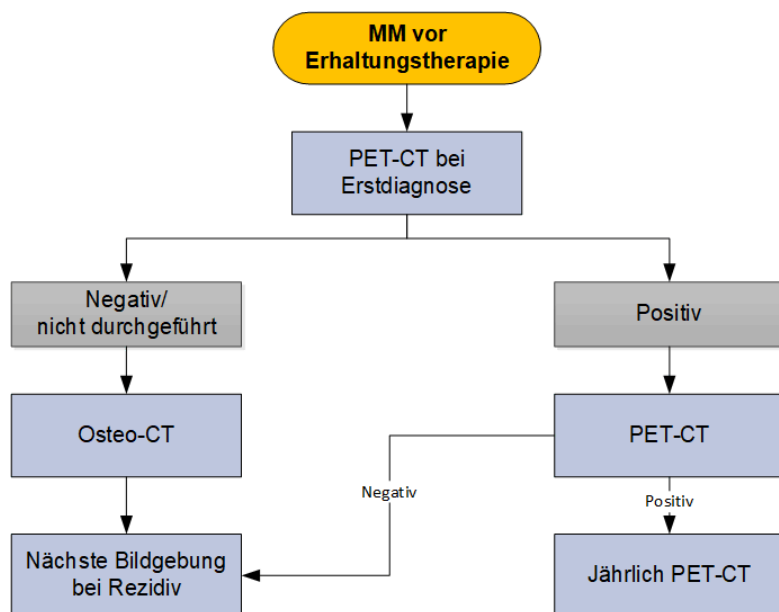 MM vor
Erhaltungstherapie
PET-CT bei
Erstdiagnose
Negativ/
nicht durchgeführt
Positiv
Osteo-CT
PET-CT
Negativ
Positiv
Nächste Bildgebung
bei Rezidiv
Jährlich PET-CT